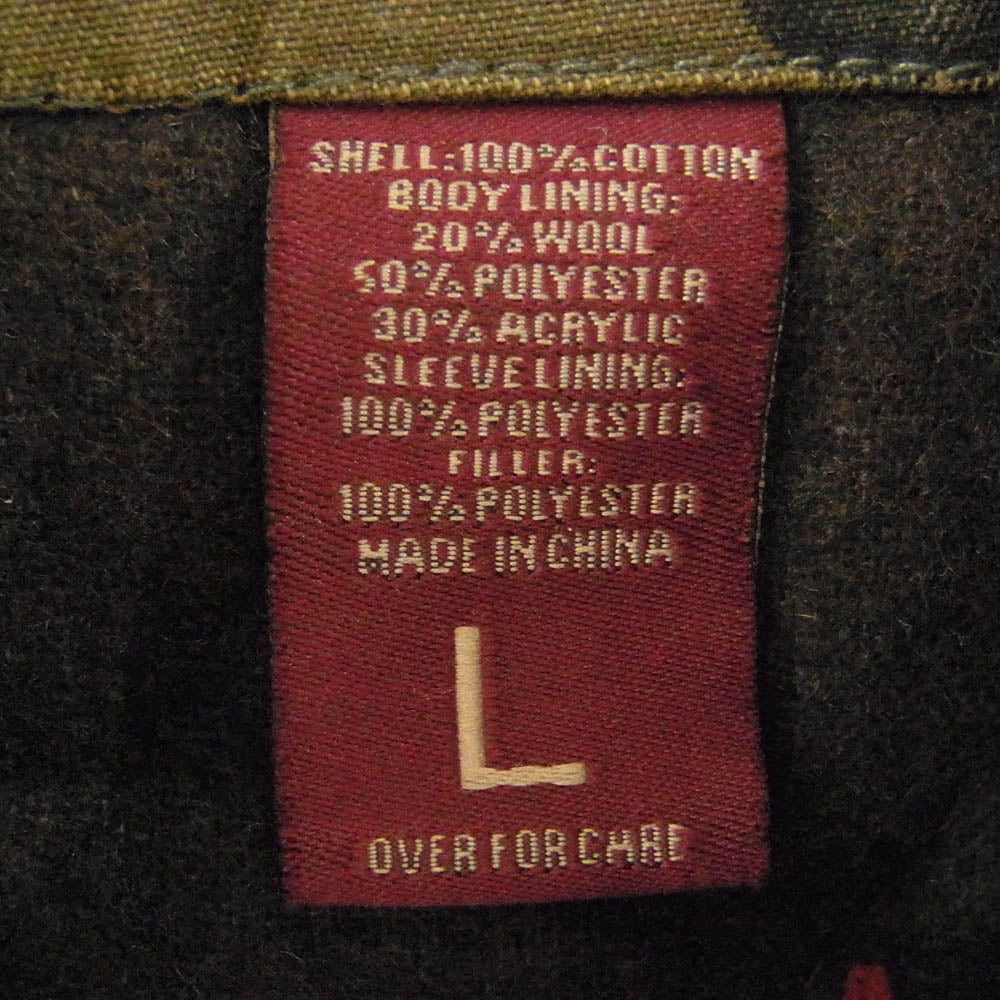 SHELL:100% COTTON
BODY LINING:
20% WOOL
50% POLYESTER
30% ACRYLIC
SLEEVE LINING:
100% POLYESTER
FILLER:
100% POLYESTER
MADE IN CHINA
L
OVER FOR CARE